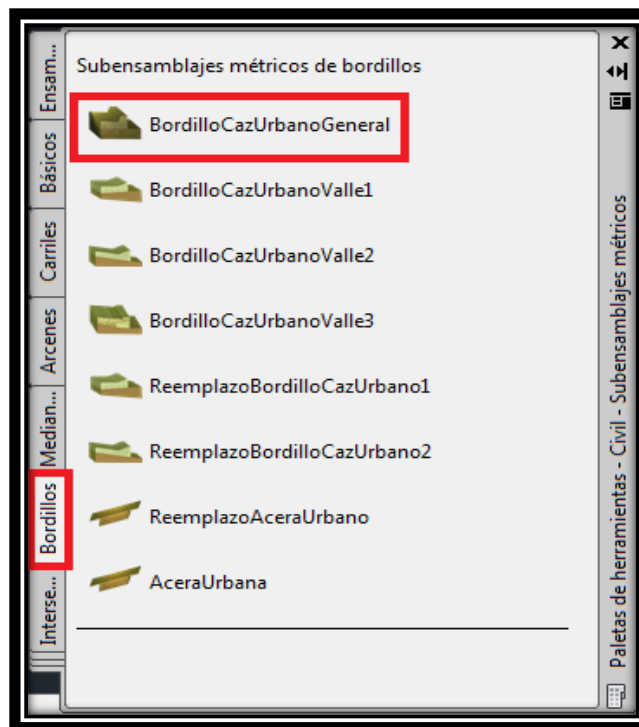 Subensamblajes métricos de bordillos
BordilloCazUrbanoGeneral
BordilloCazUrbanoValle1
BordilloCazUrbanoValle2
BordilloCazUrbanoValle3
ReemplazoBordilloCazUrbano1
ReemplazoBordilloCazUrbano2
ReemplazoAceraUrbano
AceraUrbana
Ensam...
Básicos
Carriles
Arcenes
Median...
Bordillos
Interse...
Paletas de herramientas - Civil - Subensamblajes métricos